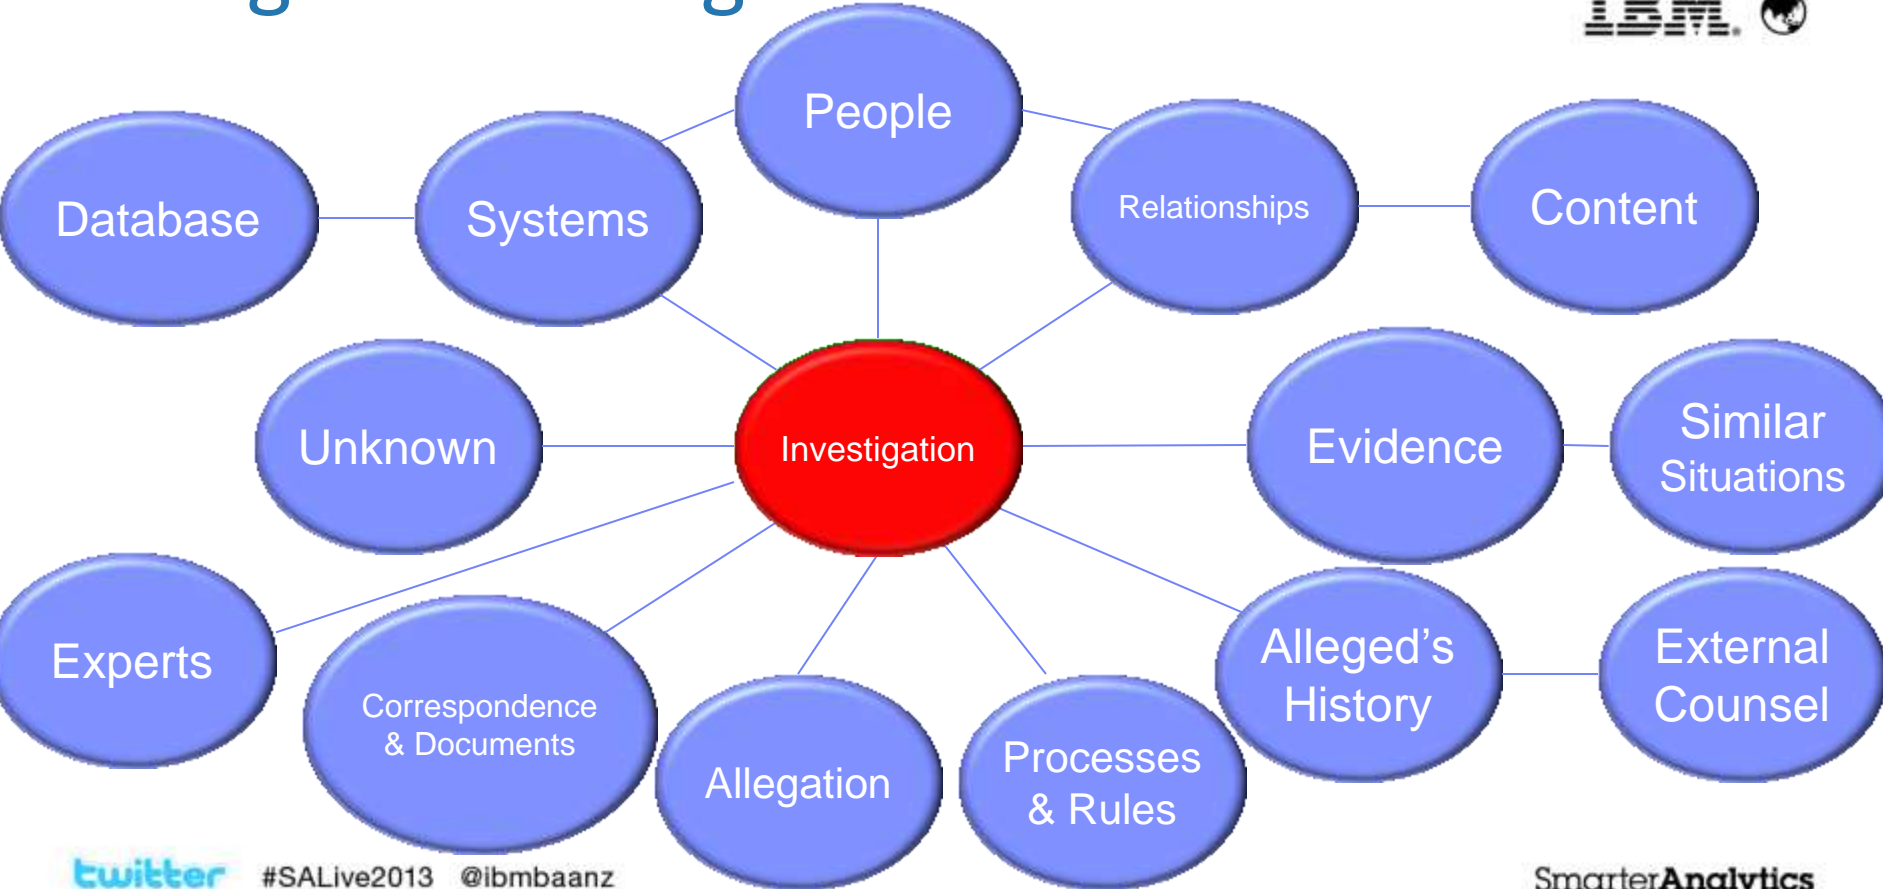 IBM.
People
Database
Systems
Relationships
Content
Unknown
Investigation
Evidence
Similar
Situations
Experts
Correspondence
& Documents
Allegation
Processes
& Rules
Alleged's
History
External
Counsel
twitter #SALive2013 @ibmbaanz
SmarterAnalytics